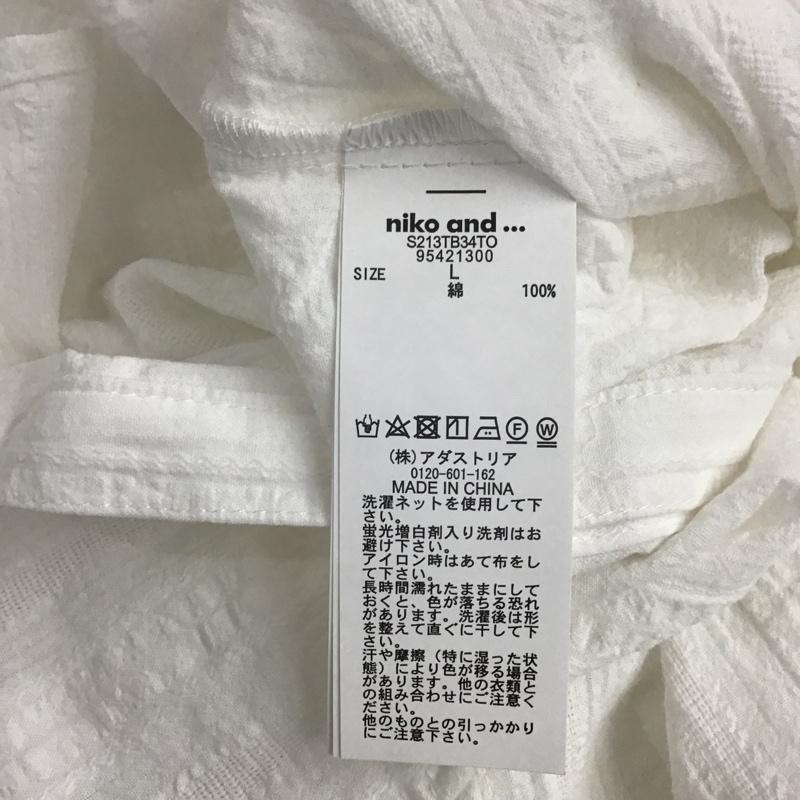 niko and ...
S213TB34TO
95421300
SIZE L
綿 100%
F W
(株)アダストリア
0120-601-162
MADE IN CHINA
洗濯ネットを使用して下
さい。
蛍光増白剤入り洗剤はお
避け下さい。
アイロン時はあて布をし
て下さい。
長時間濡れたままにして
おくと、色が落ちる恐れ
があります。洗濯後は形
を整えて直ぐに干して下
さい。
汗や摩擦(特に湿った状
態)により色が移る場合
があります。他の衣類と
の組み合わせにご注意く
ださい。
他のものとの引っかかり
にご注意下さい。